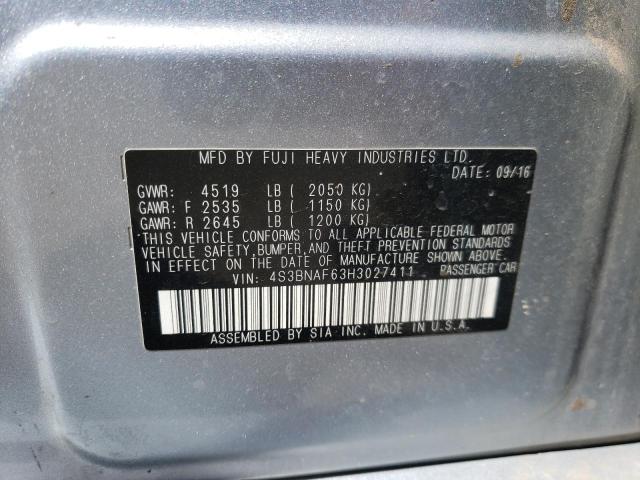 MFD BY FUJI HEAVY INDUSTRIES LTD.
DATE: 09/16
GVWR: 4519 LB ( 2050 KG)
GAWR: F 2535 LB ( 1150 KG)
GAWR: R 2645 LB ( 1200 KG)
THIS VEHICLE CONFORMS TO ALL APPLICABLE FEDERAL MOTOR
VEHICLE SAFETY, BUMPER, AND THEFT PREVENTION STANDARDS
IN EFFECT ON THE DATE OF MANUFACTURE SHOWN ABOVE.
VIN: 4S3BNAF63H3027411 PASSENGER CAR
ASSEMBLED BY SIA INC. MADE IN U.S.A.